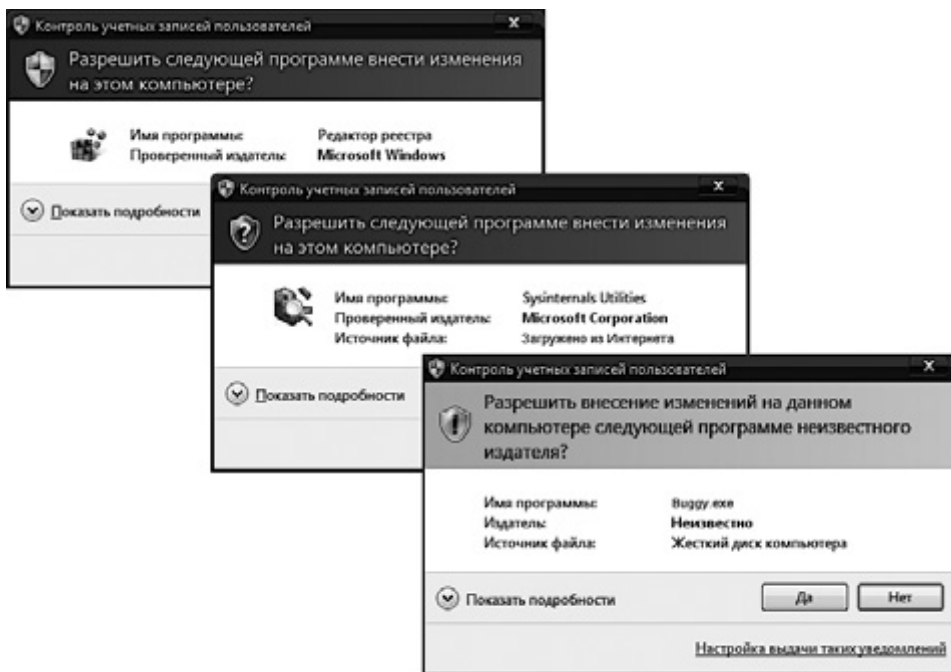 Контроль учетных записей пользователей
Разрешить следующей программе внести изменения
на этом компьютере?
Имя программы: Редактор реестра
Проверенный издатель: Microsoft Windows
Показать подробности
Контроль учетных записей пользователей
Разрешить следующей программе внести изменения
на этом компьютере?
Имя программы: Sysinternals Utilities
Проверенный издатель: Microsoft Corporation
Источник файла: Загружено из Интернета
Показать подробности
Контроль учетных записей пользователей
Разрешить внесение изменений на данном
компьютере следующей программе неизвестного
издателя?
Имя программы: Buggy.exe
Издатель: Неизвестно
Источник файла: Жесткий диск компьютера
Показать подробности Да Нет
Настройка выдачи таких уведомлений